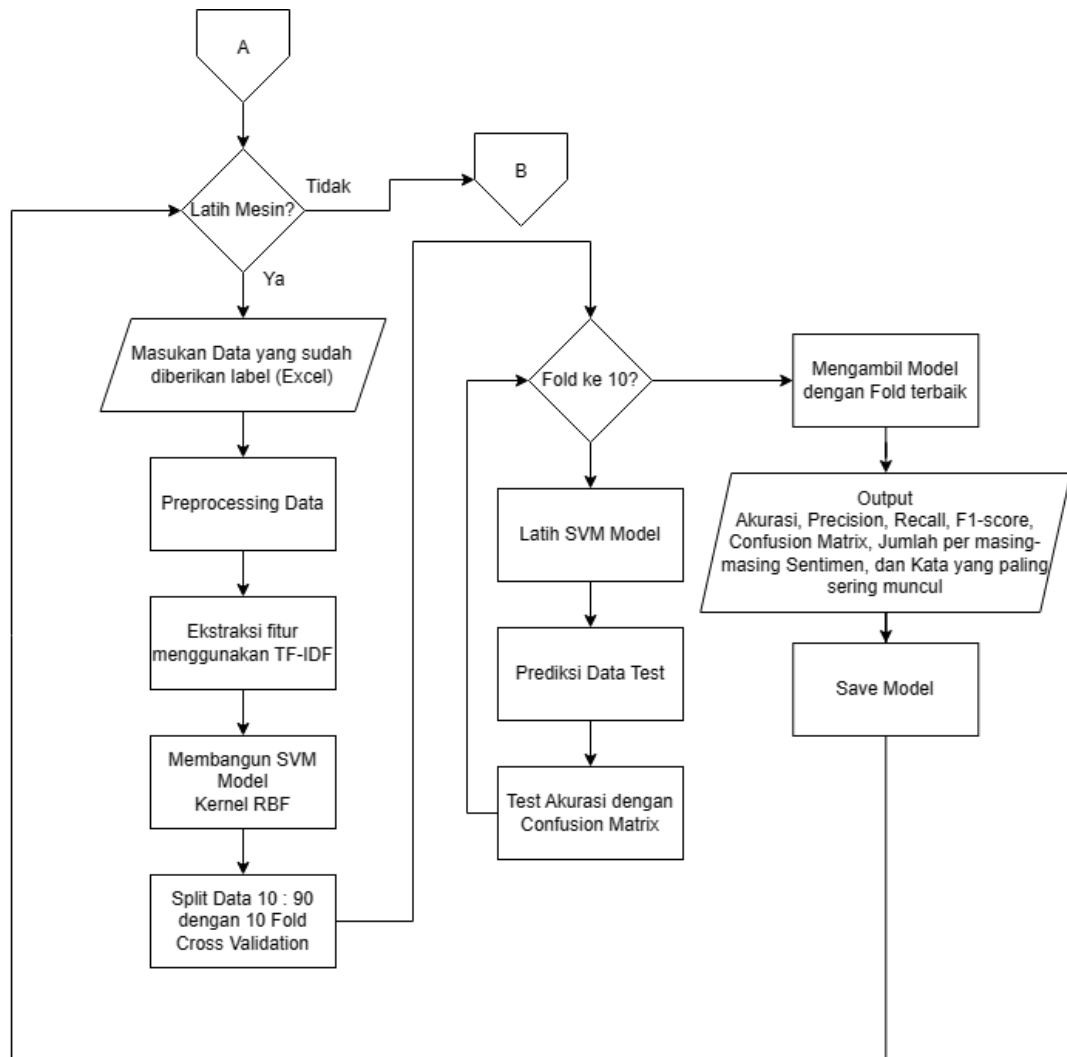 A
Latih Mesin?
Tidak
B
Ya
Masukan Data yang sudah
diberikan label (Excel)
Preprocessing Data
Ekstraksi fitur
menggunakan TF-IDF
Membangun SVM
Model
Kernel RBF
Split Data 10 : 90
dengan 10 Fold
Cross Validation
Fold ke 10?
Latih SVM Model
Prediksi Data Test
Test Akurasi dengan
Confusion Matrix
Mengambil Model
dengan Fold terbaik
Output
Akurasi, Precision, Recall, F1-score,
Confusion Matrix, Jumlah per masing-
masing Sentimen, dan Kata yang paling
sering muncul
Save Model